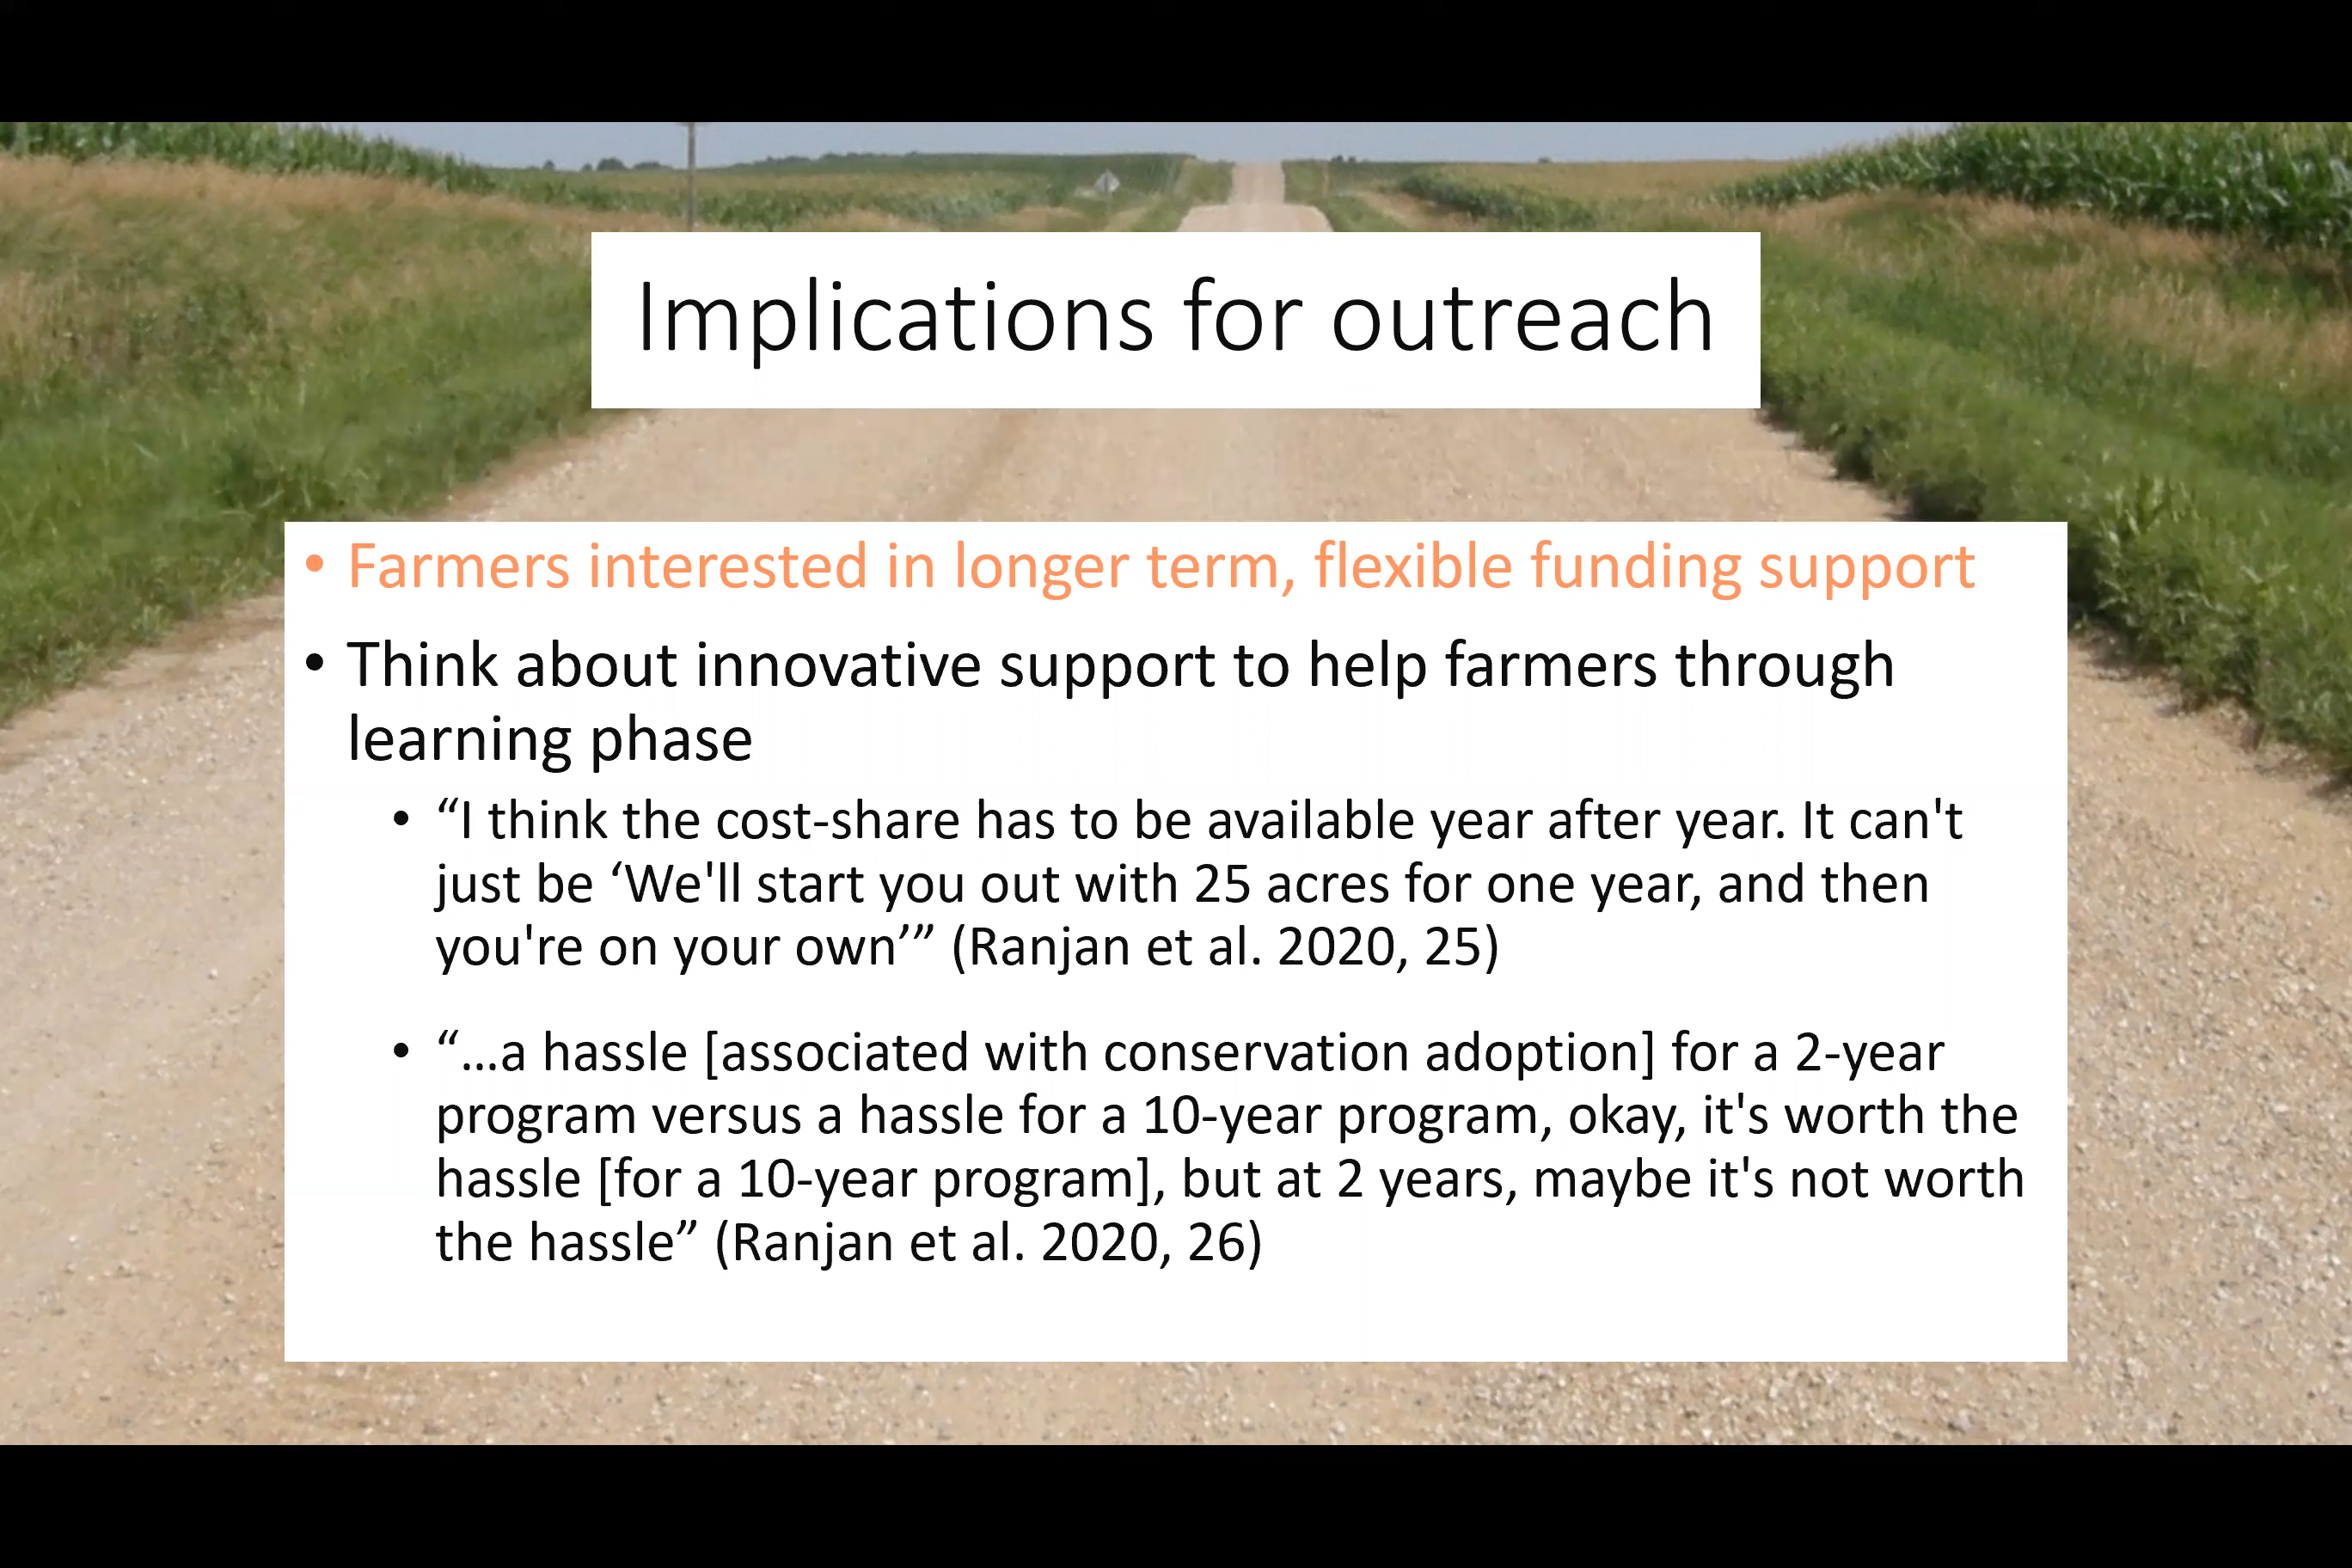 Implications for outreach
• Farmers interested in longer term, flexible funding support
• Think about innovative support to help farmers through
learning phase
• “I think the cost-share has to be available year after year. It can't
just be ‘We'll start you out with 25 acres for one year, and then
you're on your own’” (Ranjan et al. 2020, 25)
• “…a hassle [associated with conservation adoption] for a 2-year
program versus a hassle for a 10-year program, okay, it's worth the
hassle [for a 10-year program], but at 2 years, maybe it's not worth
the hassle” (Ranjan et al. 2020, 26)